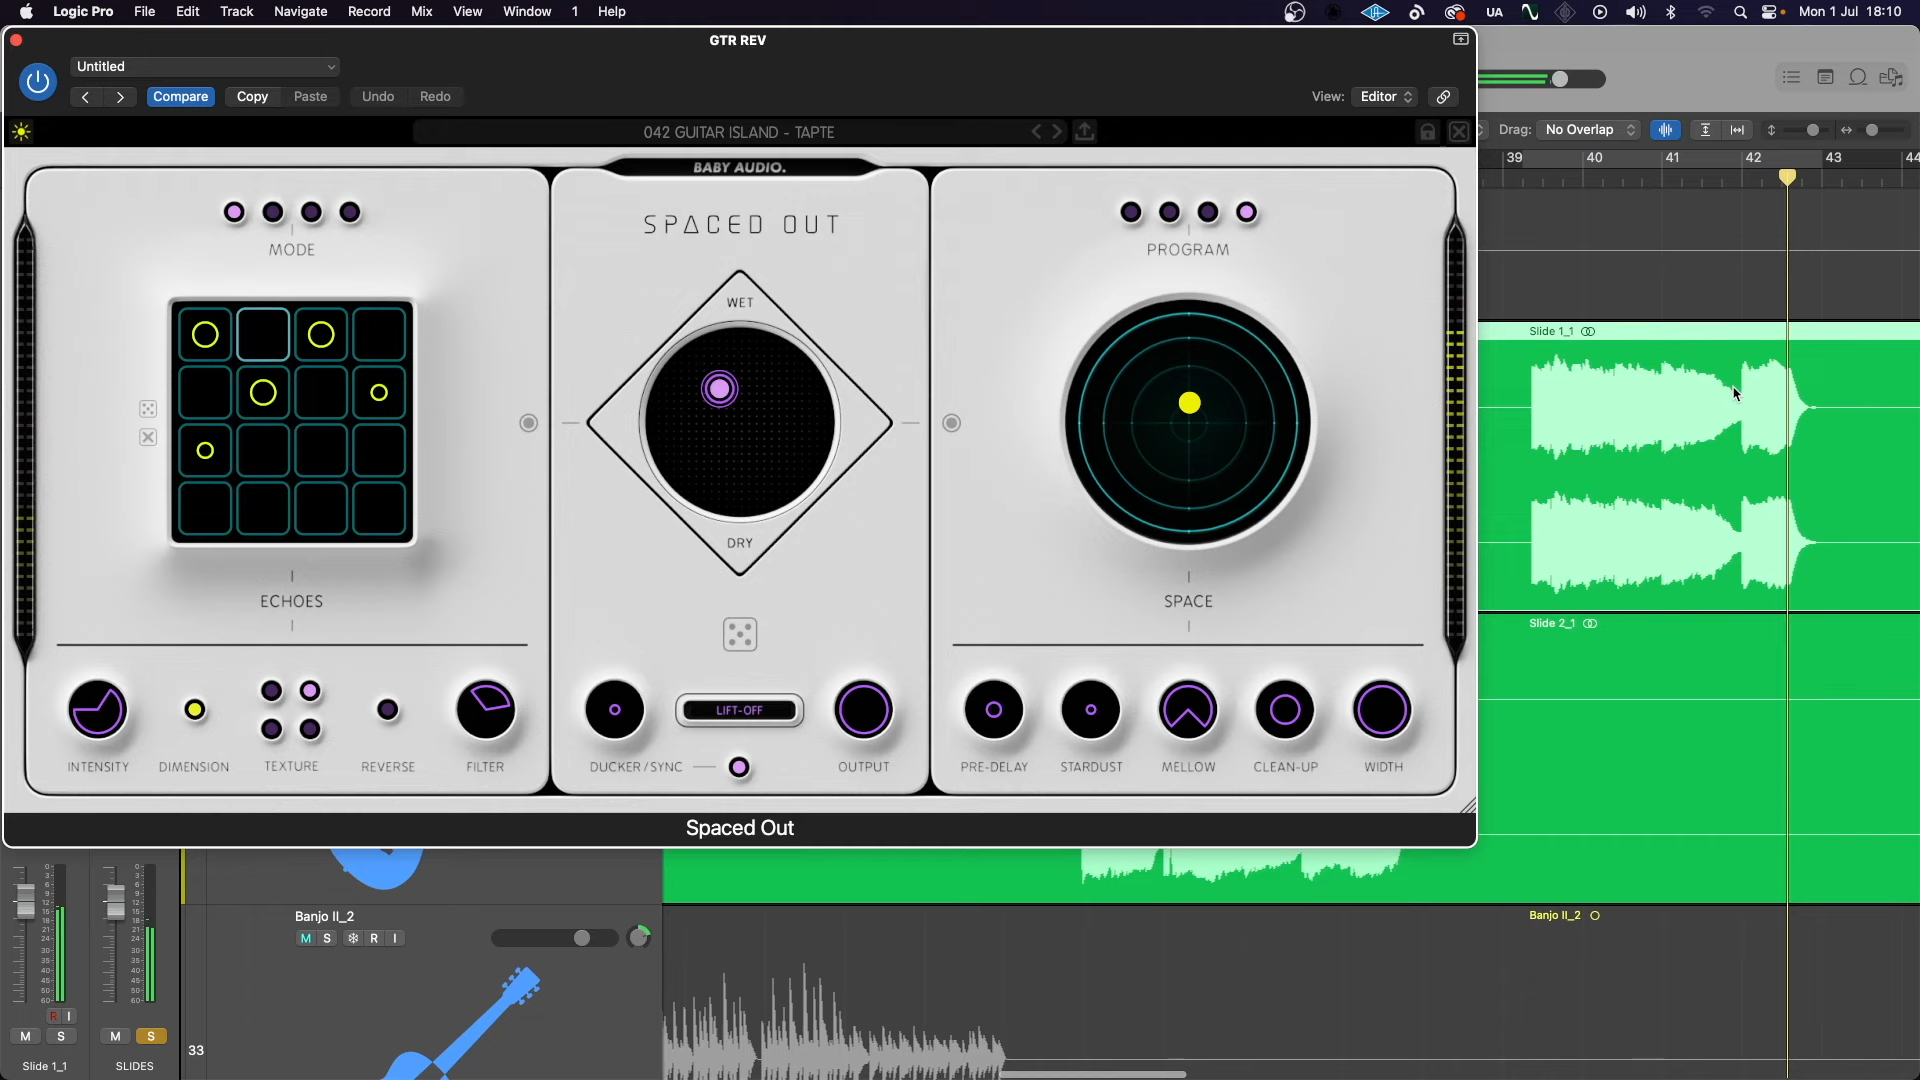 Logic Pro File Edit Track Navigate Record Mix View Window 1 Help
UA Mon 1 Jul 18:10
GTR REV
Untitled
Compare Copy Paste Undo Redo
View: Editor
042 GUITAR ISLAND - TAPTE
Drag: No Overlap
39 40 41 42 43 44
BABY AUDIO.
SPACED OUT
MODE
PROGRAM
WET
DRY
ECHOES
SPACE
LIFT-OFF
INTENSITY DIMENSION TEXTURE REVERSE FILTER
DUCKER / SYNC OUTPUT
PRE-DELAY STARDUST MELLOW CLEAN-UP WIDTH
Spaced Out
Slide 1_1
Slide 2_1
Banjo II_2
M S R I
Banjo II_2
R I
M S M S
Slide 1_1 SLIDES
33